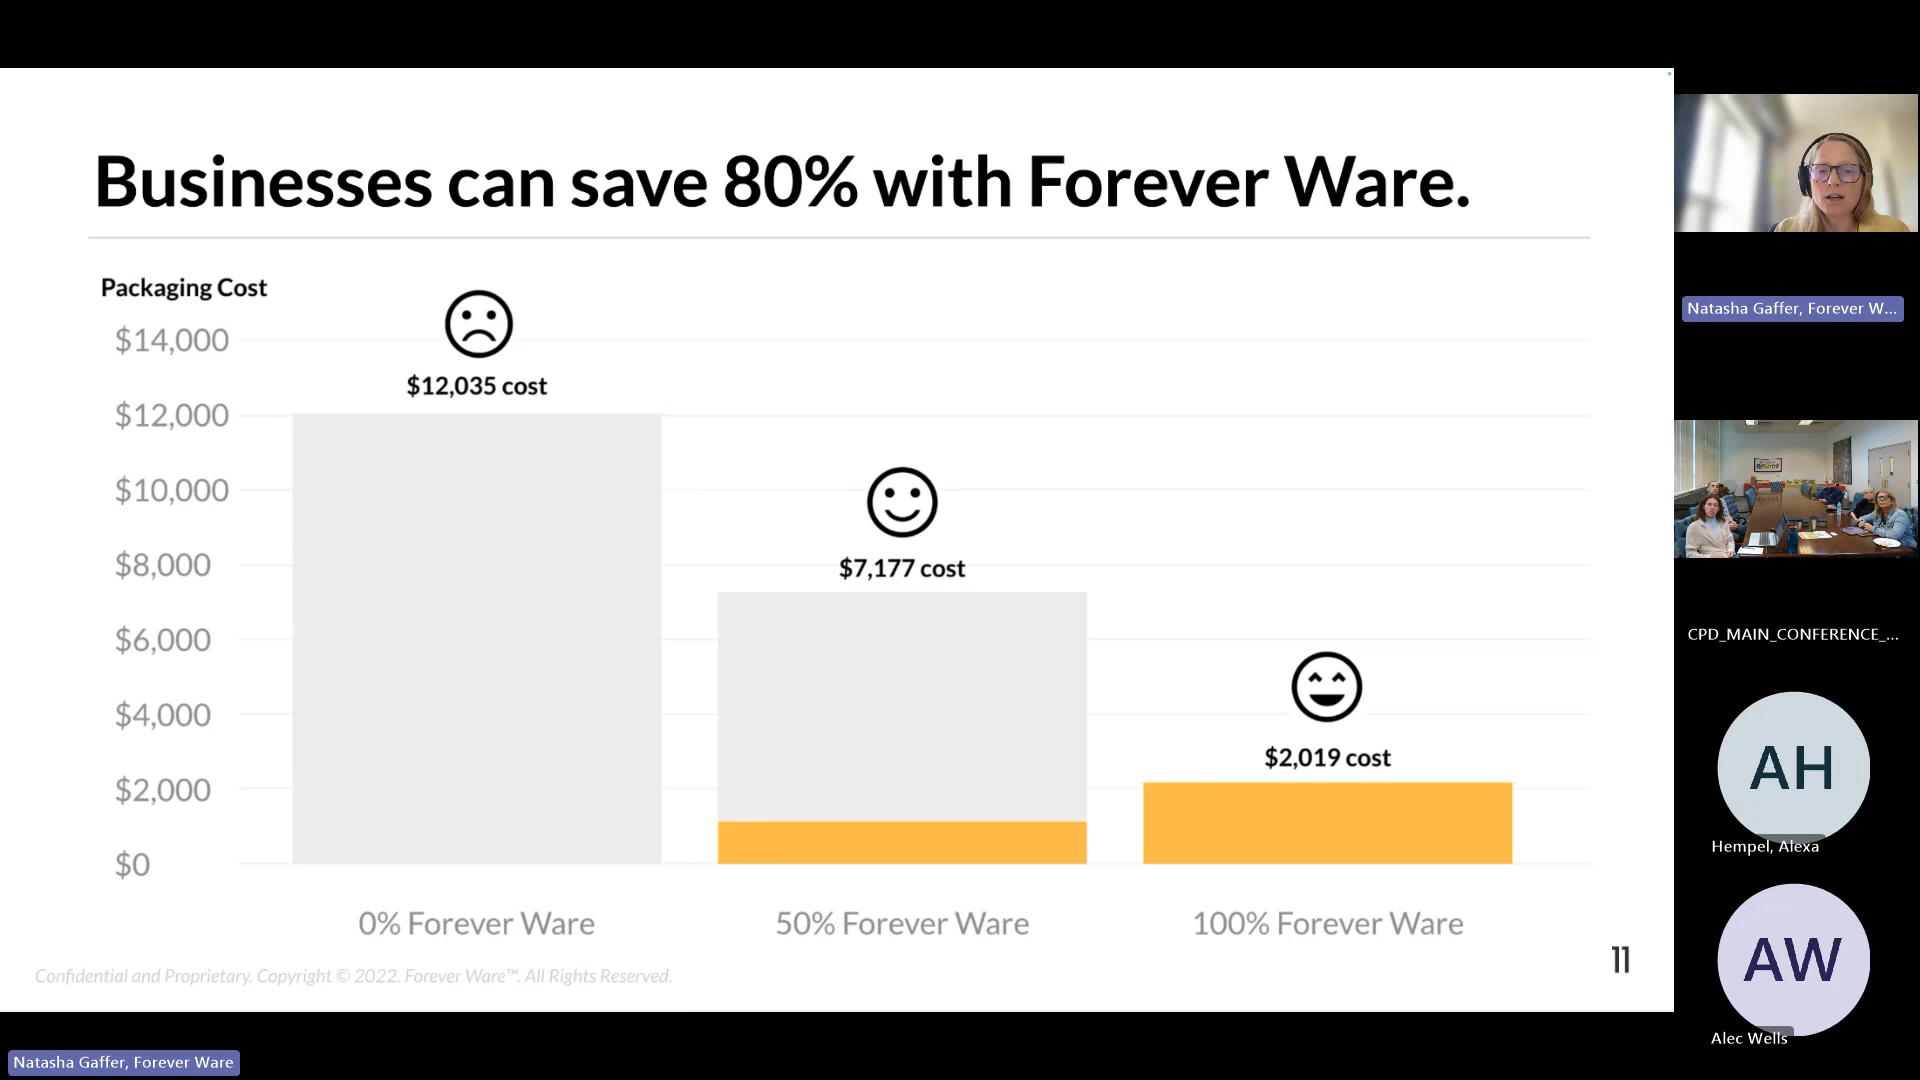 Businesses can save 80% with Forever Ware.
Packaging Cost
$14,000
$12,000
$10,000
$8,000
$6,000
$4,000
$2,000
$0
$12,035 cost
$7,177 cost
$2,019 cost
0% Forever Ware
50% Forever Ware
100% Forever Ware
11
Confidential and Proprietary. Copyright © 2022. Forever Ware™. All Rights Reserved.
Natasha Gaffer, Forever Ware
Natasha Gaffer, Forever W...
CPD_MAIN_CONFERENCE_...
AH
Hempel, Alexa
AW
Alec Wells